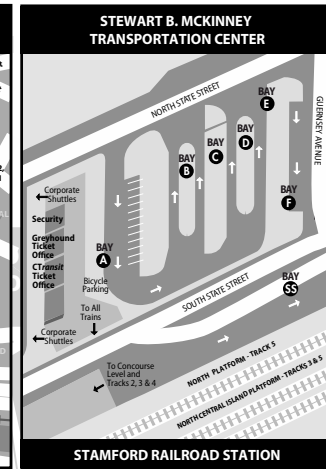 STEWART B. MCKINNEY
TRANSPORTATION CENTER
NORTH STATE STREET
GUERNSEY AVENUE
BAY
E
BAY
D
BAY
C
BAY
B
Corporate
Shuttles
Security
Greyhound
Ticket
Office
CTransit
Ticket
Office
BAY
A
BAY
F
Bicycle
Parking
SOUTH STATE STREET
BAY
SS
To All
Trains
Corporate
Shuttles
To Concourse
Level and
Tracks 2, 3 & 4
NORTH PLATFORM - TRACK 5
NORTH CENTRAL ISLAND PLATFORM - TRACKS 3 & 5
STAMFORD RAILROAD STATION